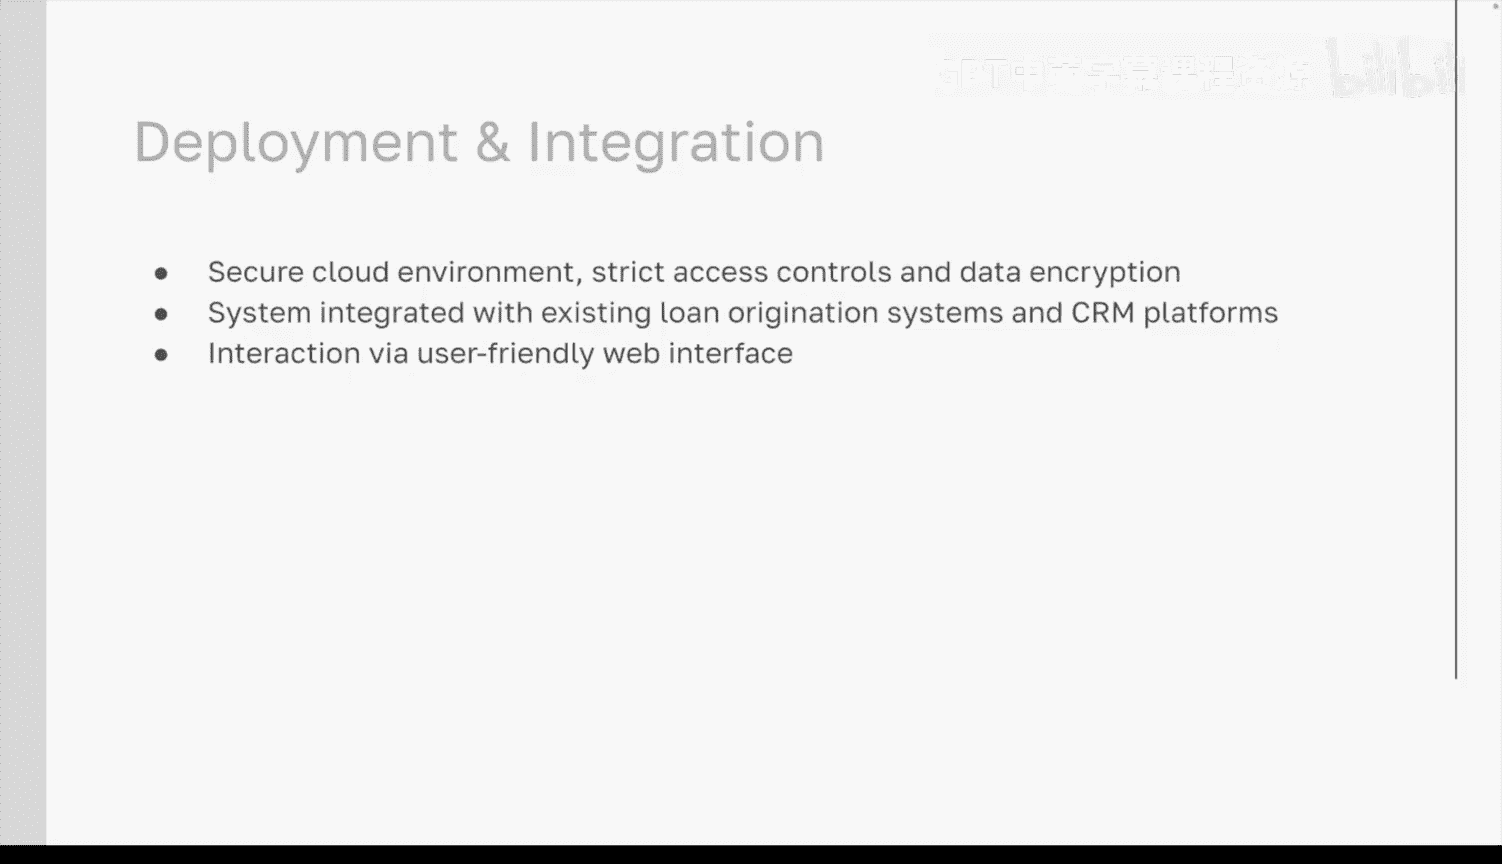 Deployment & Integration
● Secure cloud environment, strict access controls and data encryption
● System integrated with existing loan origination systems and CRM platforms
● Interaction via user-friendly web interface
bilibili